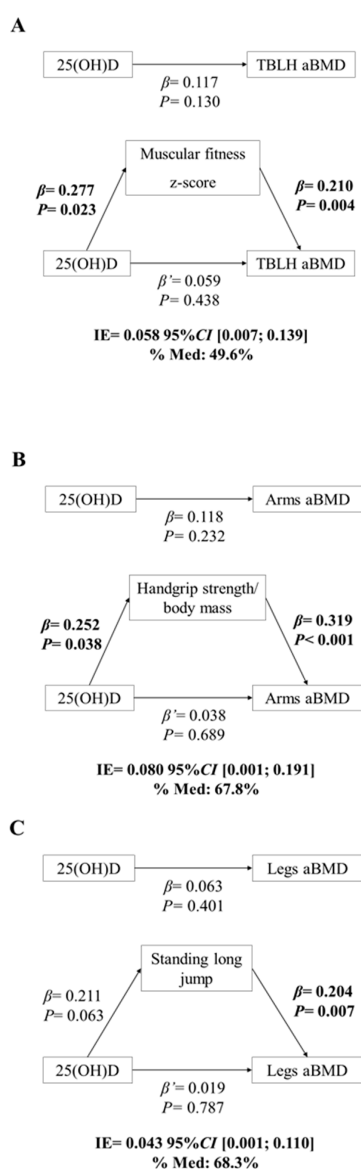 A
25(OH)D
TBLH aBMD
β= 0.117
P= 0.130
Muscular fitness
z-score
β= 0.277
P= 0.023
β= 0.210
P= 0.004
25(OH)D
TBLH aBMD
β'= 0.059
P= 0.438
IE= 0.058 95%CI [0.007; 0.139]
% Med: 49.6%
B
25(OH)D
Arms aBMD
β= 0.118
P= 0.232
Handgrip strength/
body mass
β= 0.252
P= 0.038
β= 0.319
P< 0.001
25(OH)D
Arms aBMD
β'= 0.038
P= 0.689
IE= 0.080 95%CI [0.001; 0.191]
% Med: 67.8%
C
25(OH)D
Legs aBMD
β= 0.063
P= 0.401
Standing long
jump
β= 0.211
P= 0.063
β= 0.204
P= 0.007
25(OH)D
Legs aBMD
β'= 0.019
P= 0.787
IE= 0.043 95%CI [0.001; 0.110]
% Med: 68.3%